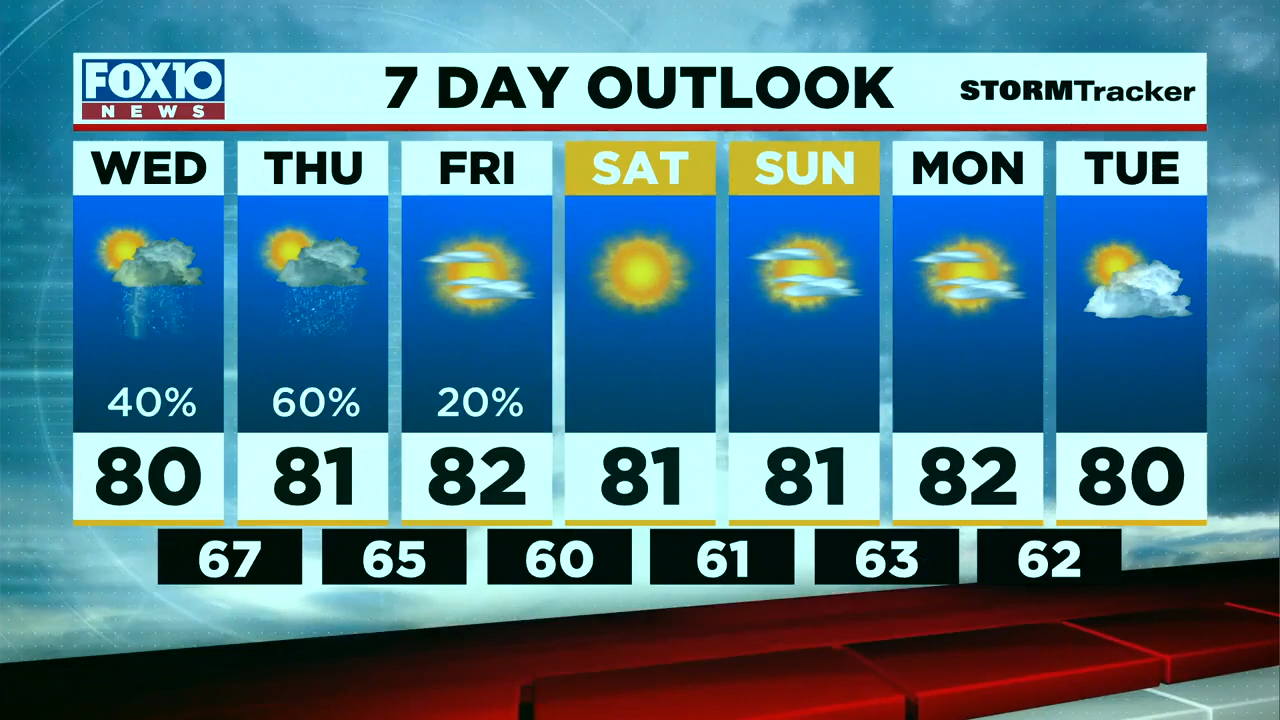 FOX10
NEWS
7 DAY OUTLOOK
STORMTracker
WED THU FRI SAT SUN MON TUE
40% 60% 20%
80 81 82 81 81 82 80
67 65 60 61 63 62